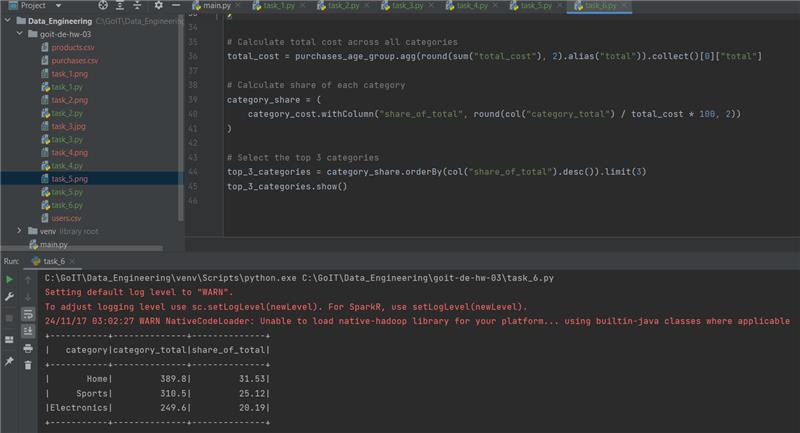 Project
main.py
task_1.py
task_2.py
task_3.py
task_4.py
task_5.py
task_6.py
Data_Engineering C:\GoIT\Data_Engineering
goit-de-hw-03
products.csv
purchases.csv
task_1.png
task_1.py
task_2.png
task_2.py
task_3.jpg
task_3.py
task_4.png
task_4.py
task_5.png
task_5.py
task_6.py
users.csv
venv library root
main.py
33 )
34
35 # Calculate total cost across all categories
36 total_cost = purchases_age_group.agg(round(sum("total_cost"), 2).alias("total")).collect()[0]["total"]
37
38 # Calculate share of each category
39 category_share = (
40 category_cost.withColumn("share_of_total", round(col("category_total") / total_cost * 100, 2))
41 )
42
43 # Select the top 3 categories
44 top_3_categories = category_share.orderBy(col("share_of_total").desc()).limit(3)
45 top_3_categories.show()
46
Run: task_6
C:\GoIT\Data_Engineering\venv\Scripts\python.exe C:\GoIT\Data_Engineering\goit-de-hw-03\task_6.py
Setting default log level to "WARN".
To adjust logging level use sc.setLogLevel(newLevel). For SparkR, use setLogLevel(newLevel).
24/11/17 03:02:27 WARN NativeCodeLoader: Unable to load native-hadoop library for your platform... using builtin-java classes where applicable
+-----------+--------------+--------------+
| category|category_total|share_of_total|
+-----------+--------------+--------------+
| Home| 389.8| 31.53|
| Sports| 310.5| 25.12|
|Electronics| 249.6| 20.19|
+-----------+--------------+--------------+